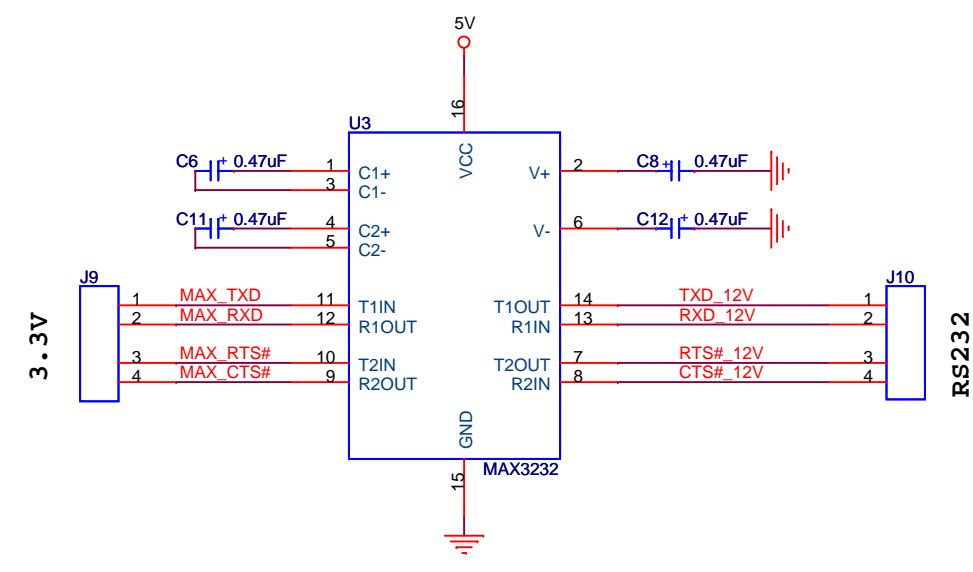 5V
16
U3
VCC
C6 + 0.47uF 1 C1+
3 C1-
C11 + 0.47uF 4 C2+
5 C2-
V+ 2 C8 + 0.47uF
V- 6 C12 + 0.47uF
J9
J10
1 MAX_TXD 11 T1IN
2 MAX_RXD 12 R1OUT
3 MAX_RTS# 10 T2IN
4 MAX_CTS# 9 R2OUT
T1OUT 14 TXD_12V 1
R1IN 13 RXD_12V 2
T2OUT 7 RTS#_12V 3
R2IN 8 CTS#_12V 4
3.3V
RS232
GND
15
MAX3232